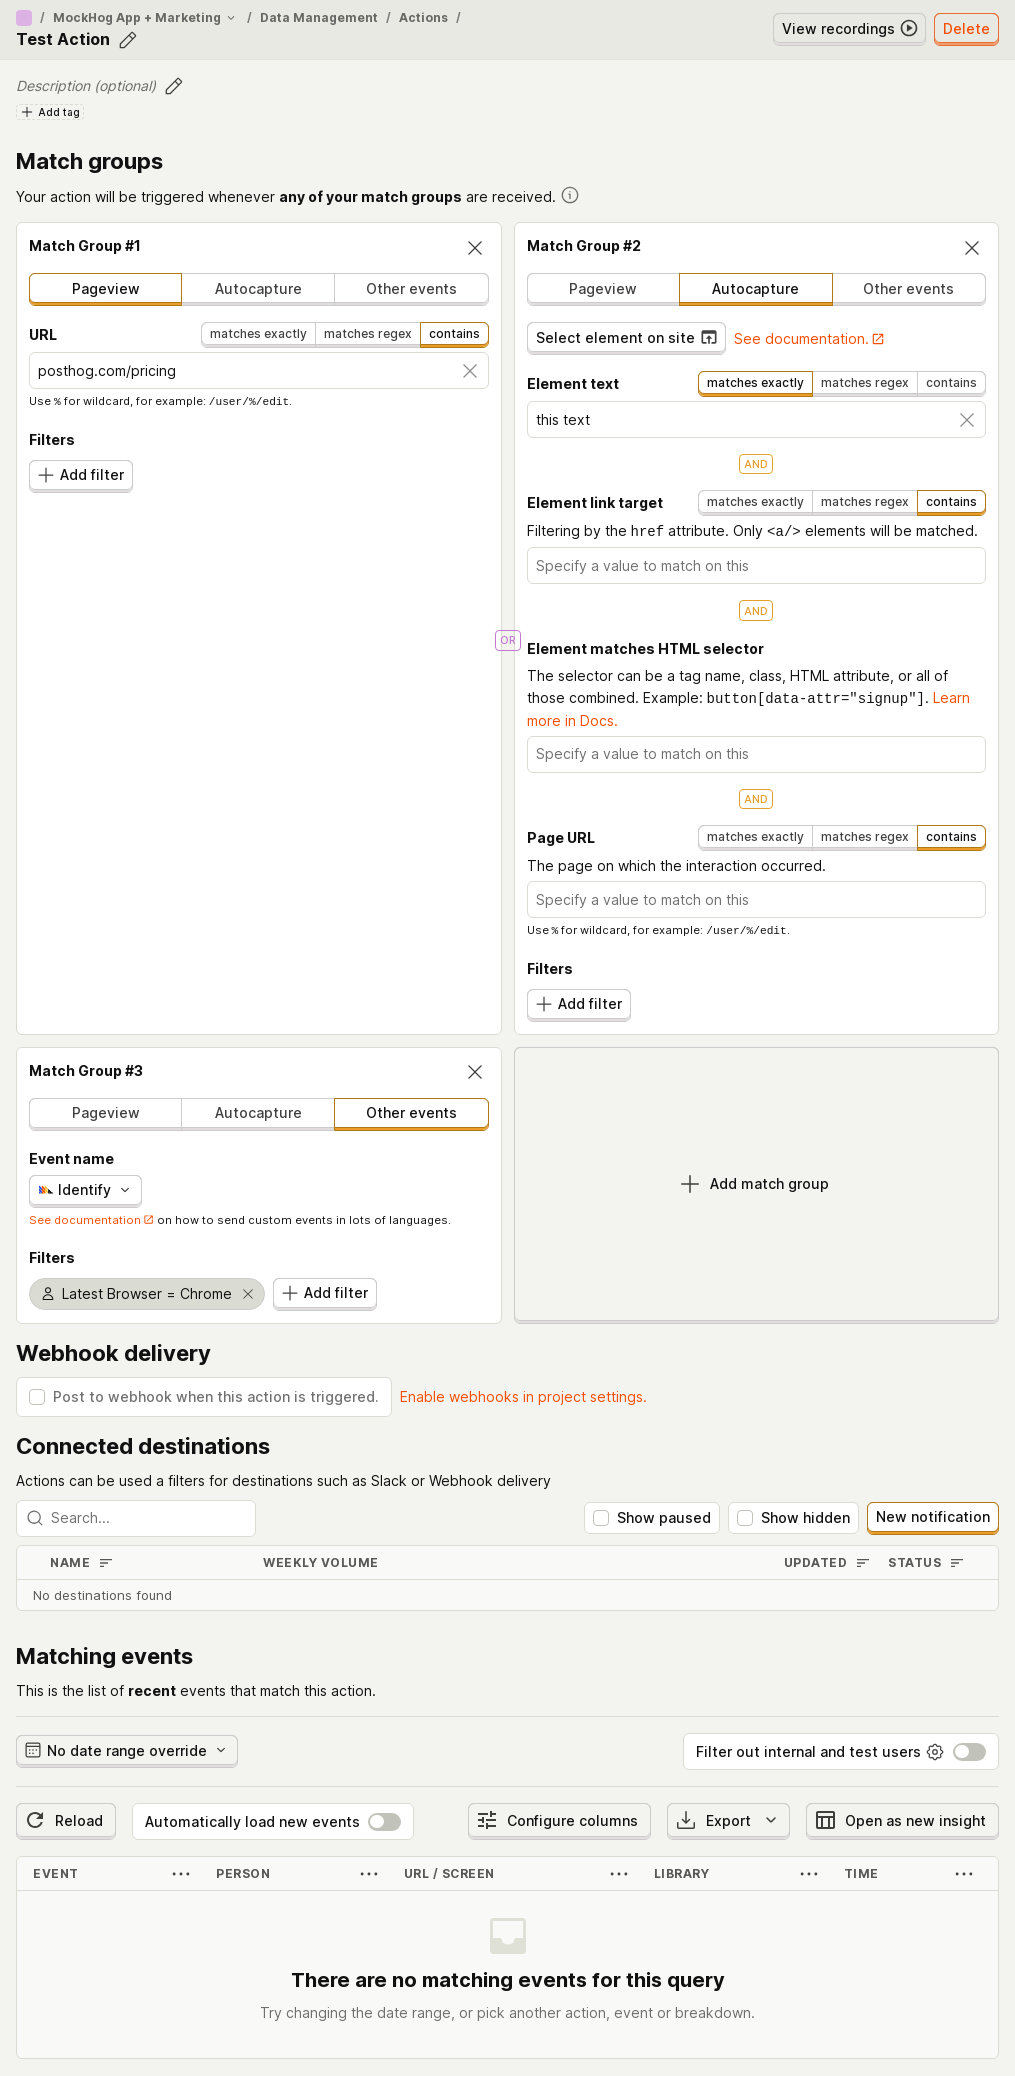 / MockHog App + Marketing / Data Management / Actions /
Test Action
View recordings
Delete
Description (optional)
Add tag
Match groups
Your action will be triggered whenever any of your match groups are received.
Match Group #1
Pageview Autocapture Other events
URL matches exactly matches regex contains
posthog.com/pricing
Use % for wildcard, for example: /user/%/edit.
Filters
Add filter
OR
Match Group #2
Pageview Autocapture Other events
Select element on site See documentation.
Element text matches exactly matches regex contains
this text
AND
Element link target matches exactly matches regex contains
Filtering by the href attribute. Only <a/> elements will be matched.
Specify a value to match on this
AND
Element matches HTML selector
The selector can be a tag name, class, HTML attribute, or all of
those combined. Example: button[data-attr="signup"]. Learn
more in Docs.
Specify a value to match on this
AND
Page URL matches exactly matches regex contains
The page on which the interaction occurred.
Specify a value to match on this
Use % for wildcard, for example: /user/%/edit.
Filters
Add filter
Match Group #3
Pageview Autocapture Other events
Event name
Identify
See documentation on how to send custom events in lots of languages.
Filters
Latest Browser = Chrome Add filter
Add match group
Webhook delivery
Post to webhook when this action is triggered. Enable webhooks in project settings.
Connected destinations
Actions can be used a filters for destinations such as Slack or Webhook delivery
Search... Show paused Show hidden New notification
NAME WEEKLY VOLUME UPDATED STATUS
No destinations found
Matching events
This is the list of recent events that match this action.
No date range override Filter out internal and test users
Reload Automatically load new events Configure columns Export Open as new insight
EVENT PERSON URL / SCREEN LIBRARY TIME
There are no matching events for this query
Try changing the date range, or pick another action, event or breakdown.